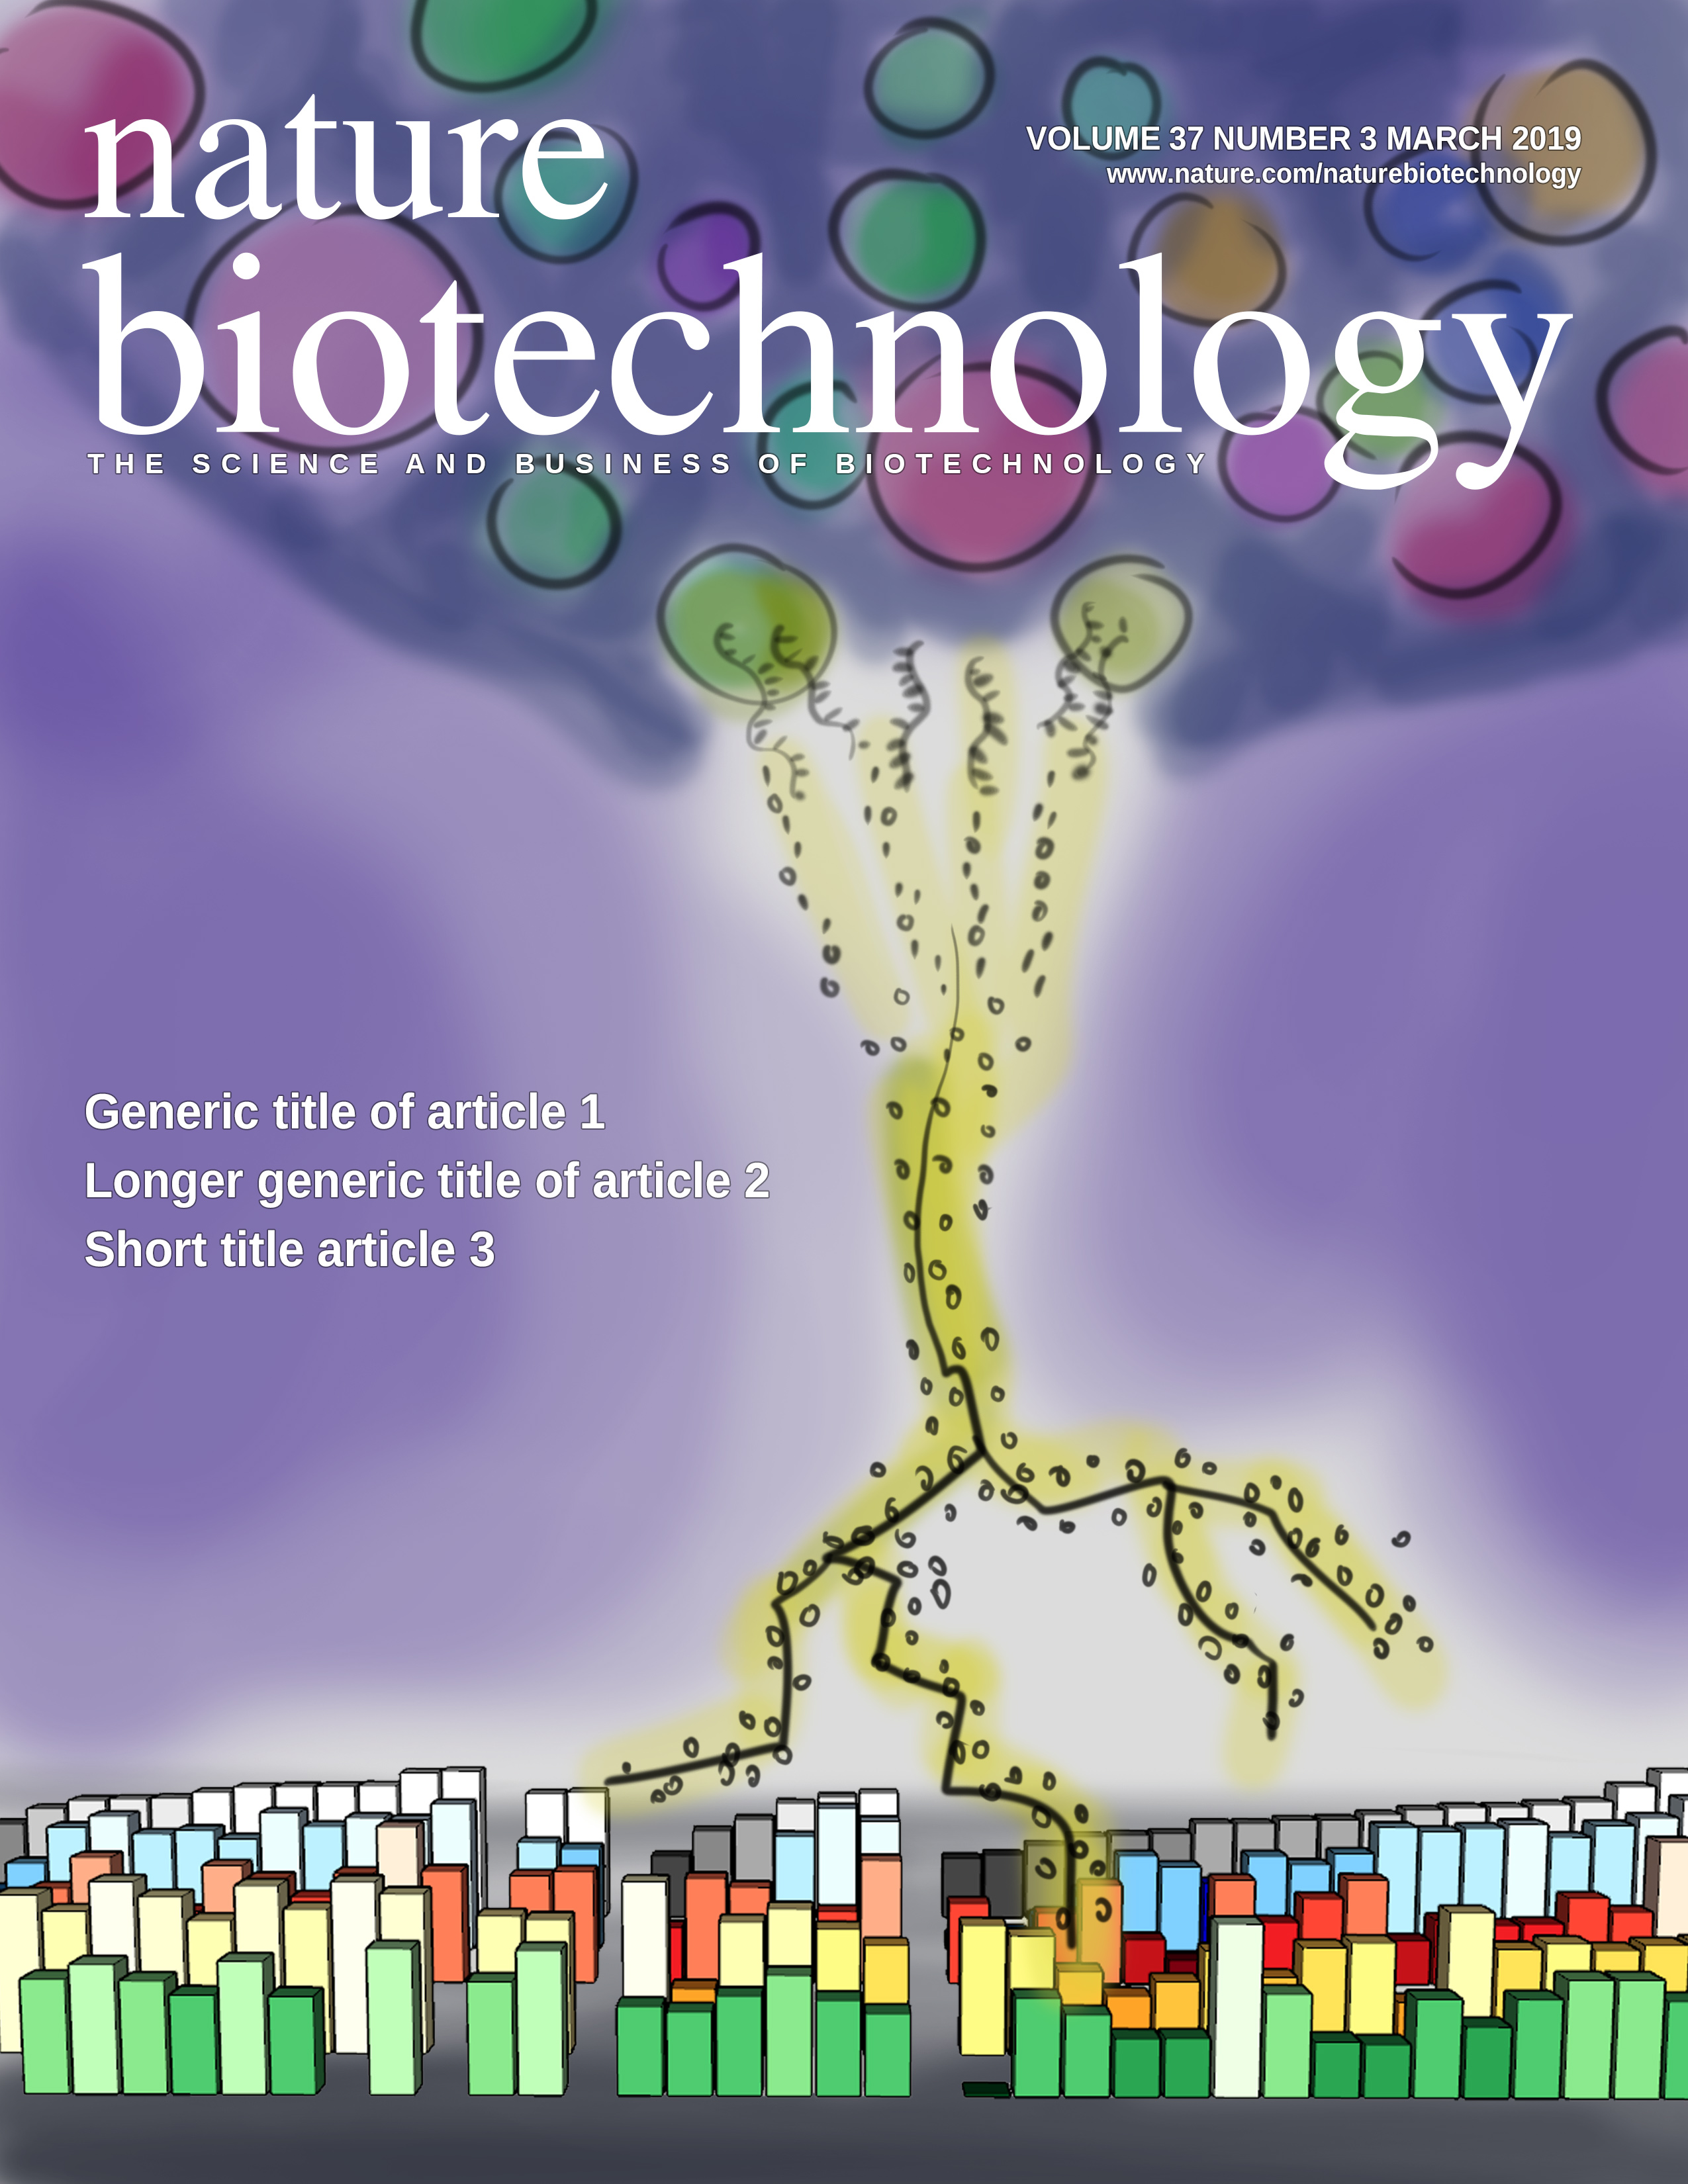 nature
VOLUME 37 NUMBER 3 MARCH 2019
www.nature.com/naturebiotechnology
biotechnology
THE SCIENCE AND BUSINESS OF BIOTECHNOLOGY
Generic title of article 1
Longer generic title of article 2
Short title article 3